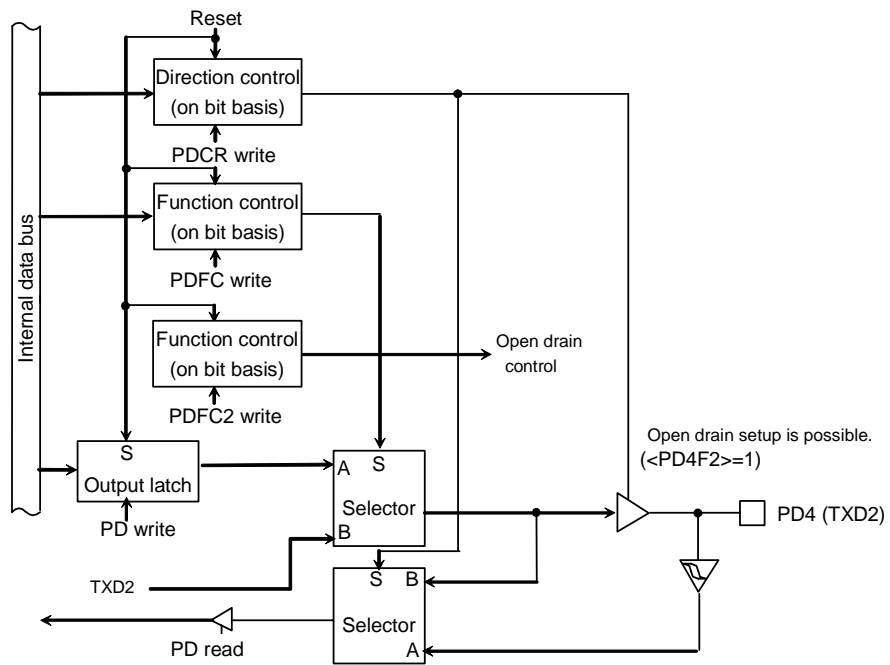 Reset
Direction control
(on bit basis)
PDCR write
Function control
(on bit basis)
PDFC write
Internal data bus
Function control
(on bit basis)
Open drain
control
PDFC2 write
S
Output latch
PD write
A
S
Selector
B
Open drain setup is possible.
(<PD4F2>=1)
PD4 (TXD2)
TXD2
S
B
Selector
A
PD read